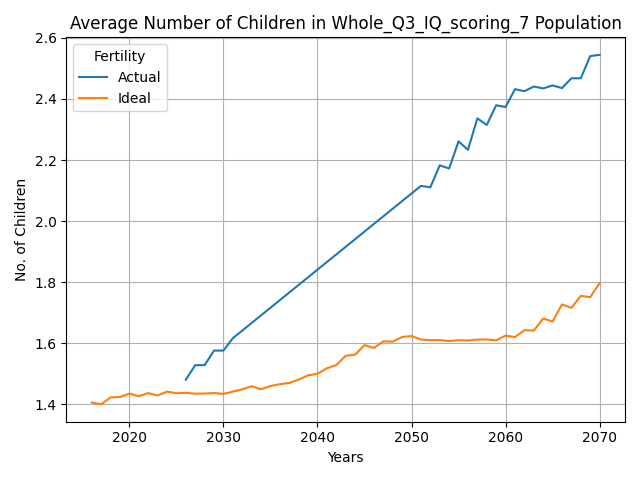 Average Number of Children in Whole_Q3_IQ_scoring_7 Population
Fertility
Actual
Ideal
No. of Children
2.6
2.4
2.2
2.0
1.8
1.6
1.4
2020 2030 2040 2050 2060 2070
Years